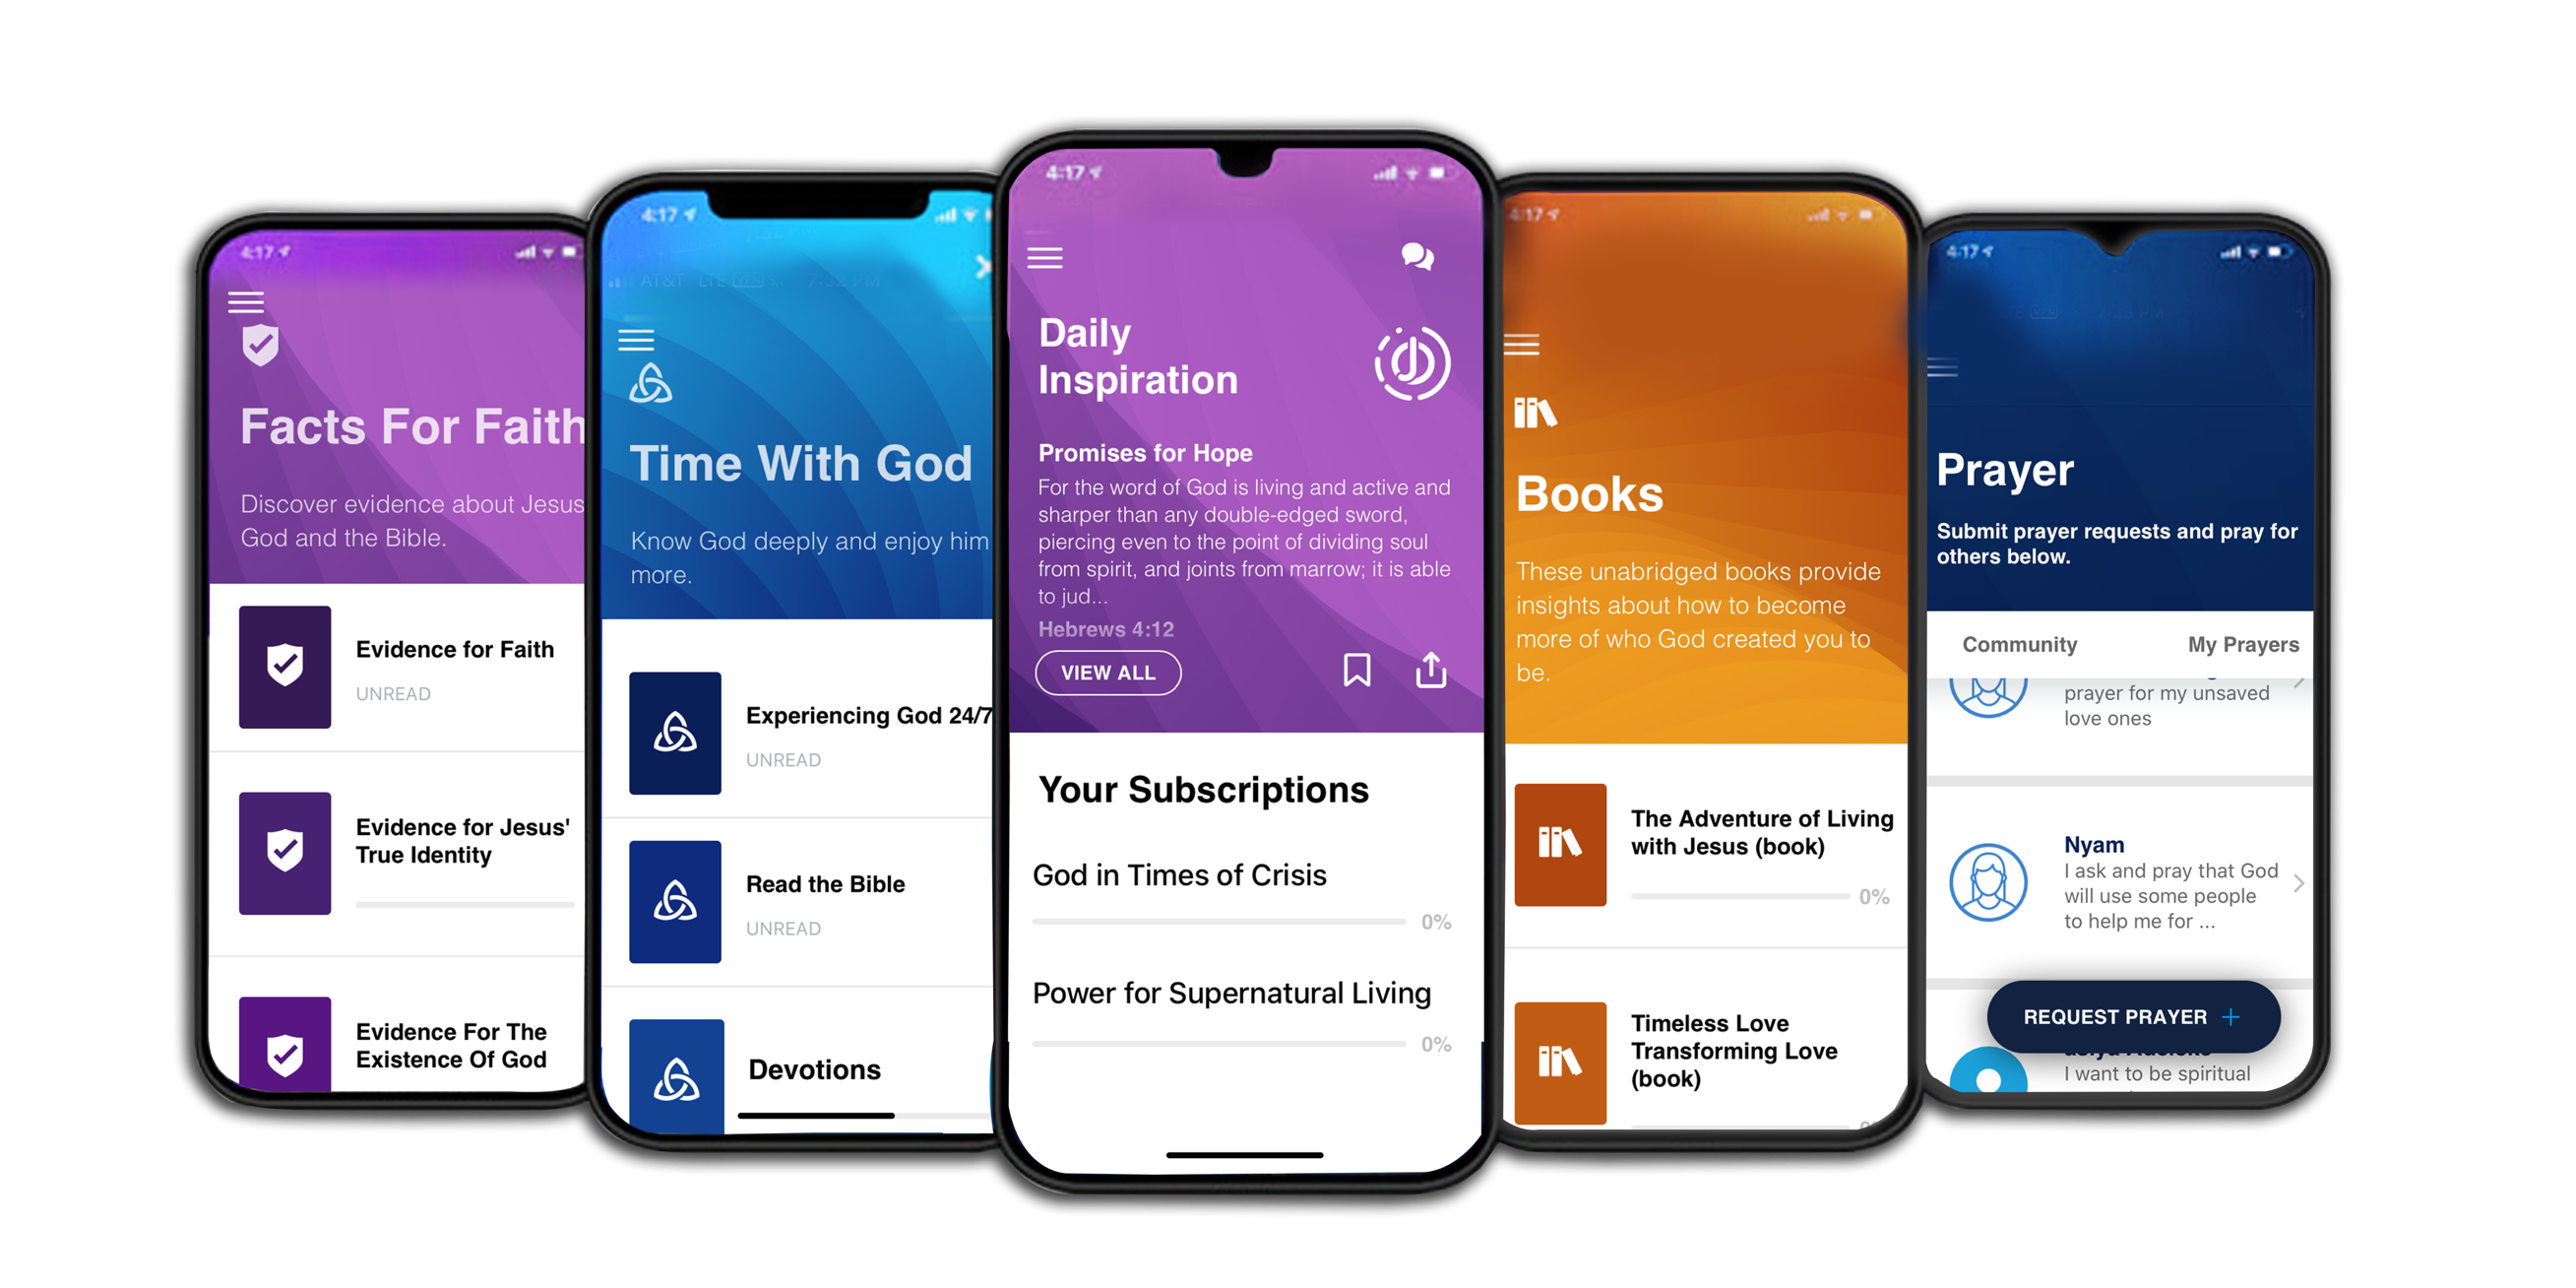 4:17
Facts For Faith
Discover evidence about Jesus
God and the Bible.
Evidence for Faith
UNREAD
Evidence for Jesus'
True Identity
Evidence For The
Existence Of God
4:17
AT&T LTE VPN 7:32 PM
Time With God
Know God deeply and enjoy him
more.
Experiencing God 24/7
UNREAD
Read the Bible
UNREAD
Devotions
4:17
Daily
Inspiration
Promises for Hope
For the word of God is living and active and
sharper than any double-edged sword,
piercing even to the point of dividing soul
from spirit, and joints from marrow; it is able
to jud...
Hebrews 4:12
VIEW ALL
Your Subscriptions
God in Times of Crisis
0%
Power for Supernatural Living
0%
4:17
Books
These unabridged books provide
insights about how to become
more of who God created you to
be.
The Adventure of Living
with Jesus (book)
0%
Timeless Love
Transforming Love
(book)
4:17
Prayer
Submit prayer requests and pray for
others below.
Community
My Prayers
prayer for my unsaved
love ones
Nyam
I ask and pray that God
will use some people
to help me for ...
REQUEST PRAYER +
I want to be spiritual